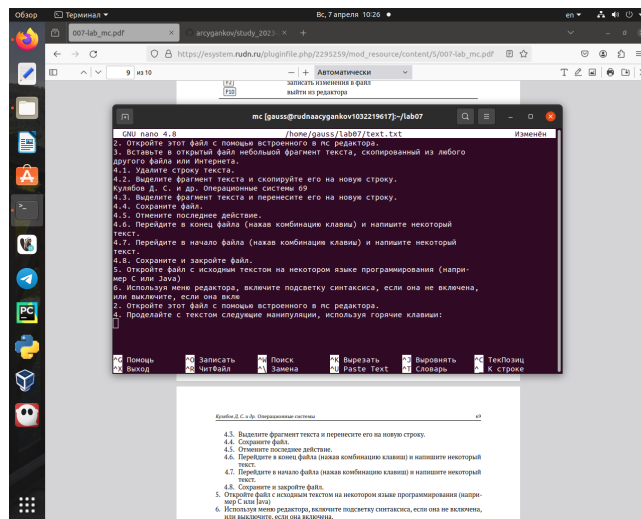 Обзор
Терминал
Вс, 7 апреля 10:26
en
007-lab_mc.pdf
arcygankov/study_2025-
https://esystem.rudn.ru/pluginfile.php/2295259/mod_resource/content/5/007-lab_mc.pdf
9 из 10
Автоматически
F2 записать изменения в файл
F10 выйти из редактора
mc [gauss@rudnaacygankov1032219617]:~/lab07
GNU nano 4.8 /home/gauss/lab07/text.txt Изменён
2. Откройте этот файл с помощью встроенного в mc редактора.
3. Вставьте в открытый файл небольшой фрагмент текста, скопированный из любого
другого файла или Интернета.
4.1. Удалите строку текста.
4.2. Выделите фрагмент текста и скопируйте его на новую строку.
Кулябов Д. С. и др. Операционные системы 69
4.3. Выделите фрагмент текста и перенесите его на новую строку.
4.4. Сохраните файл.
4.5. Отмените последнее действие.
4.6. Перейдите в конец файла (нажав комбинацию клавиш) и напишите некоторый
текст.
4.7. Перейдите в начало файла (нажав комбинацию клавиш) и напишите некоторый
текст.
4.8. Сохраните и закройте файл.
5. Откройте файл с исходным текстом на некотором языке программирования (напри-
мер C или Java)
6. Используя меню редактора, включите подсветку синтаксиса, если она не включена,
или выключите, если она вклю
2. Откройте этот файл с помощью встроенного в mc редактора.
4. Проделайте с текстом следующие манипуляции, используя горячие клавиши:
^G Помощь ^O Записать ^W Поиск ^K Вырезать ^J Выровнять ^C ТекПозиц
^X Выход ^R ЧитФайл ^\ Замена ^U Paste Text ^T Словарь ^_ К строке
Кулябов Д. С. и др. Операционные системы 69
4.3. Выделите фрагмент текста и перенесите его на новую строку.
4.4. Сохраните файл.
4.5. Отмените последнее действие.
4.6. Перейдите в конец файла (нажав комбинацию клавиш) и напишите некоторый
текст.
4.7. Перейдите в начало файла (нажав комбинацию клавиш) и напишите некоторый
текст.
4.8. Сохраните и закройте файл.
5. Откройте файл с исходным текстом на некотором языке программирования (напри-
мер C или Java)
6. Используя меню редактора, включите подсветку синтаксиса, если она не включена,
или выключите, если она включена.